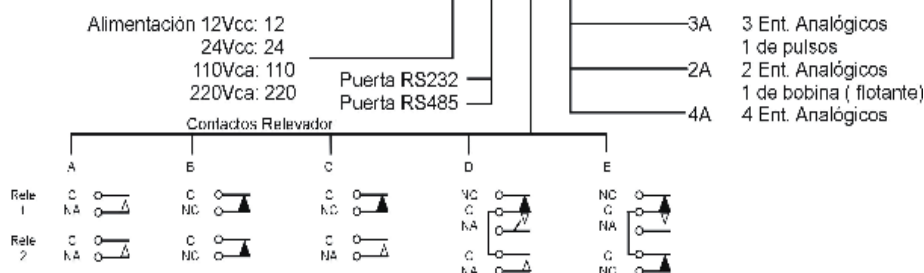 Alimentación 12Vcc: 12
24Vcc: 24
110Vca: 110
220Vca: 220
Puerta RS232
Puerta RS485
3A 3 Ent. Analógicos
1 de pulsos
2A 2 Ent. Analógicos
1 de bobina ( flotante)
4A 4 Ent. Analógicos
Contactos Relevador
A B C D E
Rele 1 C C C NC NC
NA NC NC C C
NA NA
Rele 2 C C C C C
NA NC NA NA NC